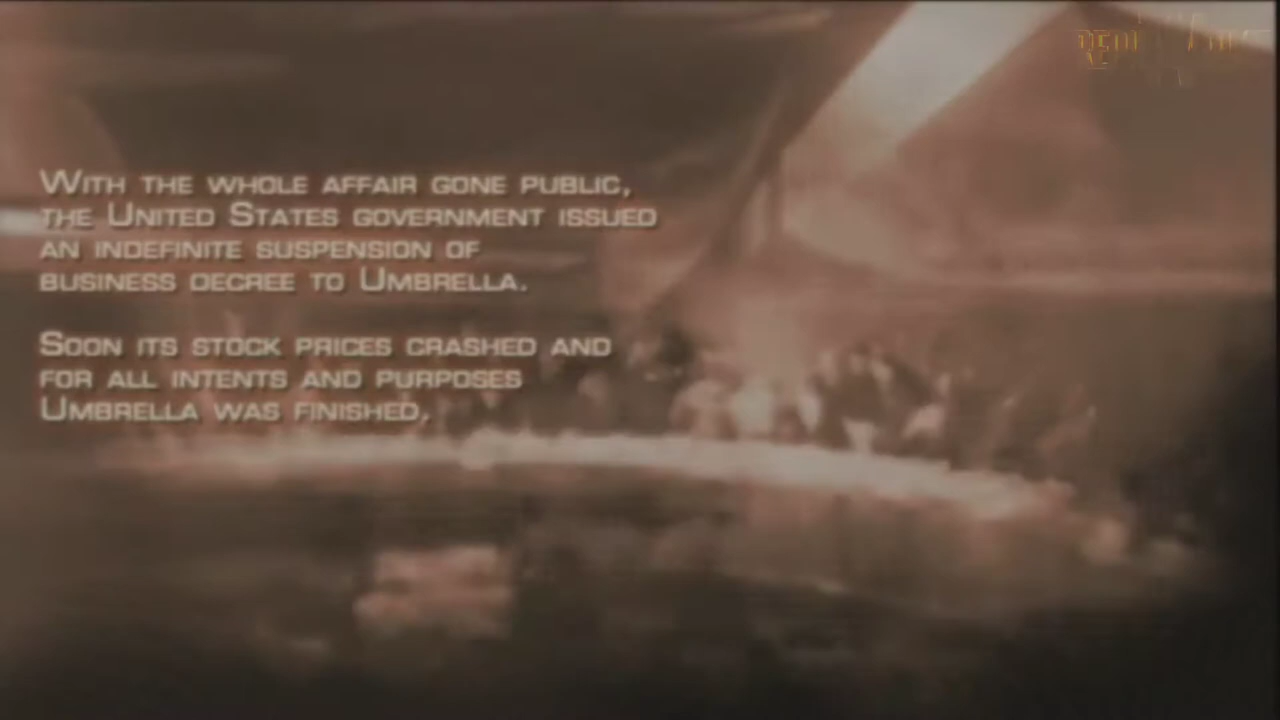 With the whole affair gone public,
the United States government issued
an indefinite suspension of
business decree to Umbrella.
Soon its stock prices crashed and
for all intents and purposes
Umbrella was finished.